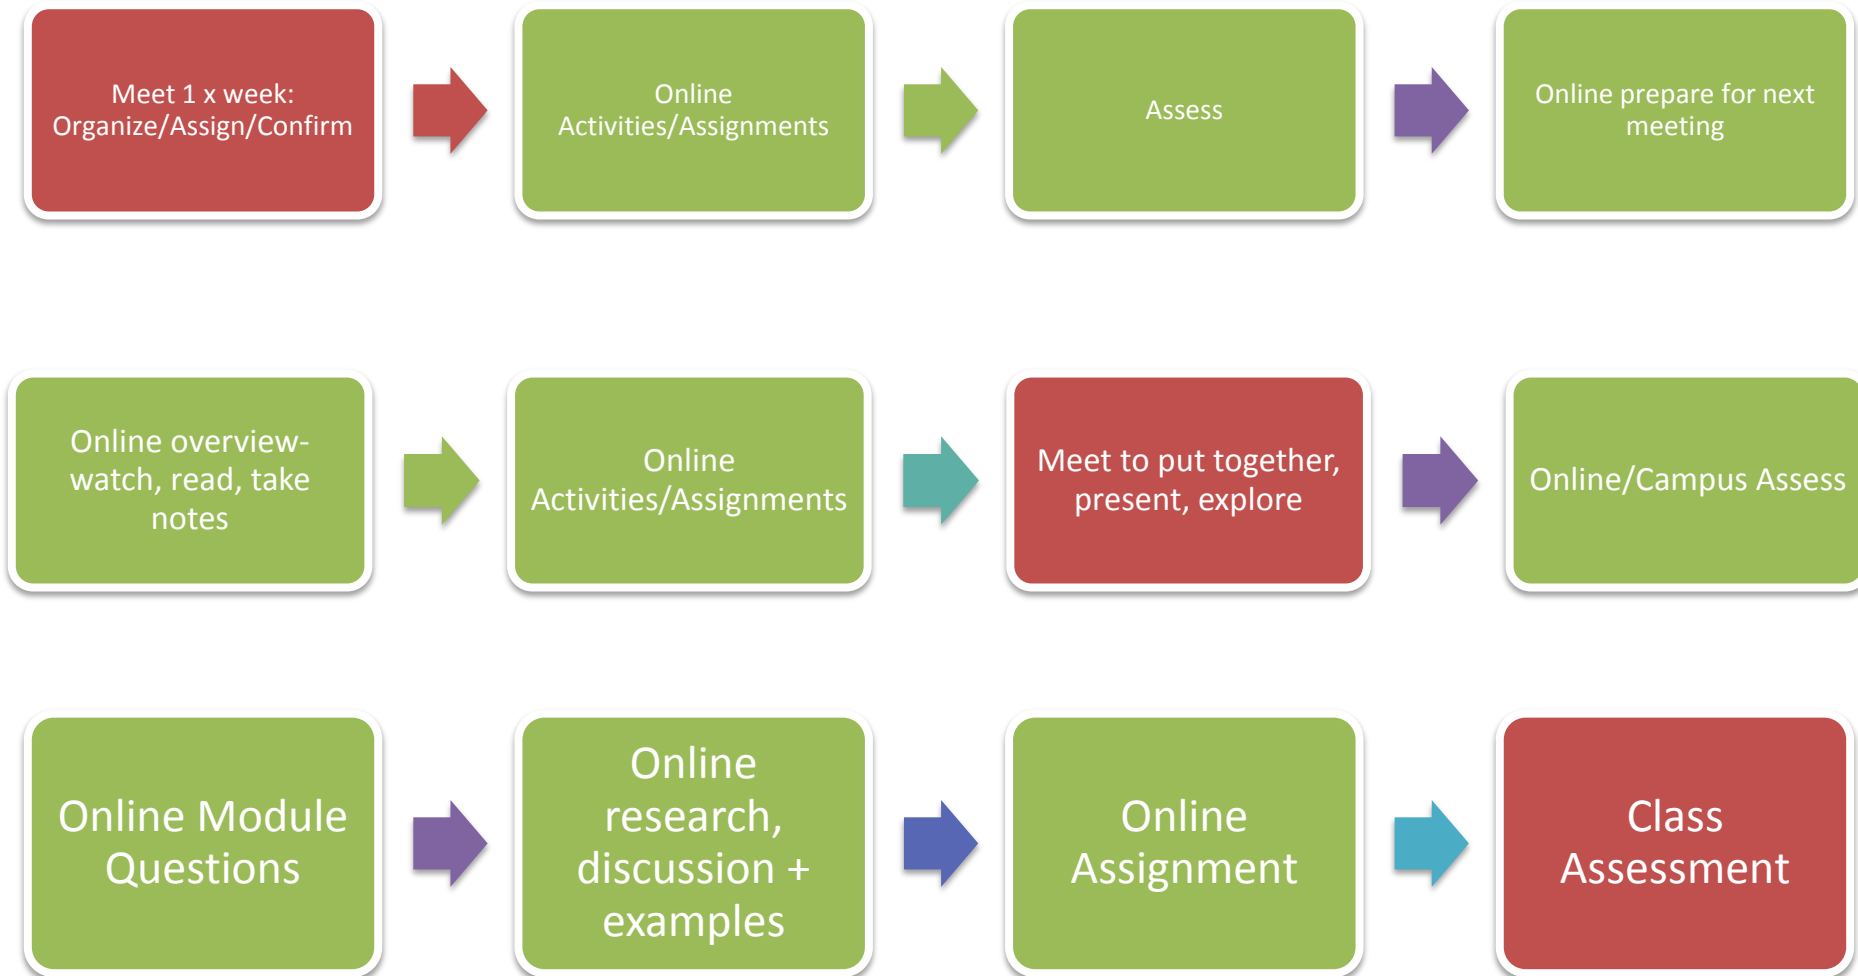 Meet 1 x week:
Organize/Assign/Confirm
Online
Activities/Assignments
Assess
Online prepare for next
meeting
Online overview-
watch, read, take
notes
Online
Activities/Assignments
Meet to put together,
present, explore
Online/Campus Assess
Online Module
Questions
Online
research,
discussion +
examples
Online
Assignment
Class
Assessment